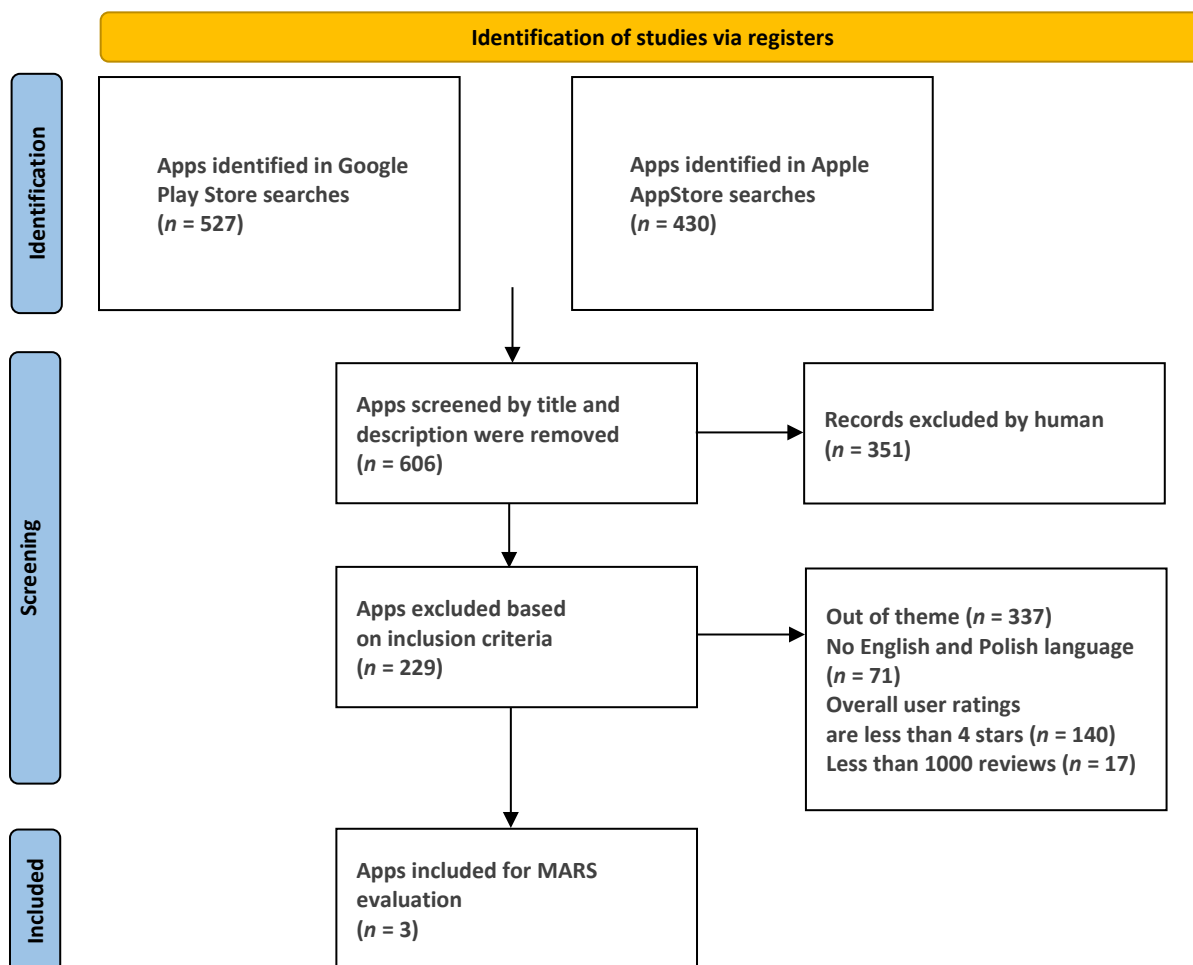 Identification of studies via registers
Identification
Apps identified in Google
Play Store searches
(n = 527)
Apps identified in Apple
AppStore searches
(n = 430)
Screening
Apps screened by title and
description were removed
(n = 606)
Records excluded by human
(n = 351)
Apps excluded based
on inclusion criteria
(n = 229)
Out of theme (n = 337)
No English and Polish language
(n = 71)
Overall user ratings
are less than 4 stars (n = 140)
Less than 1000 reviews (n = 17)
Included
Apps included for MARS
evaluation
(n = 3)